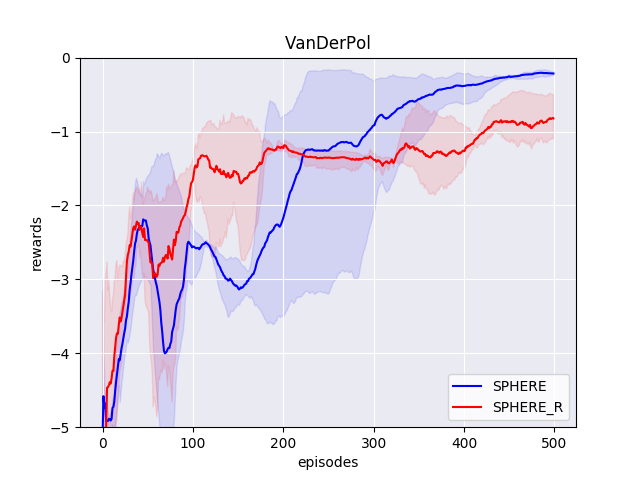 VanDerPol
rewards
0
−1
−2
−3
−4
−5
0 100 200 300 400 500
episodes
SPHERE
SPHERE_R